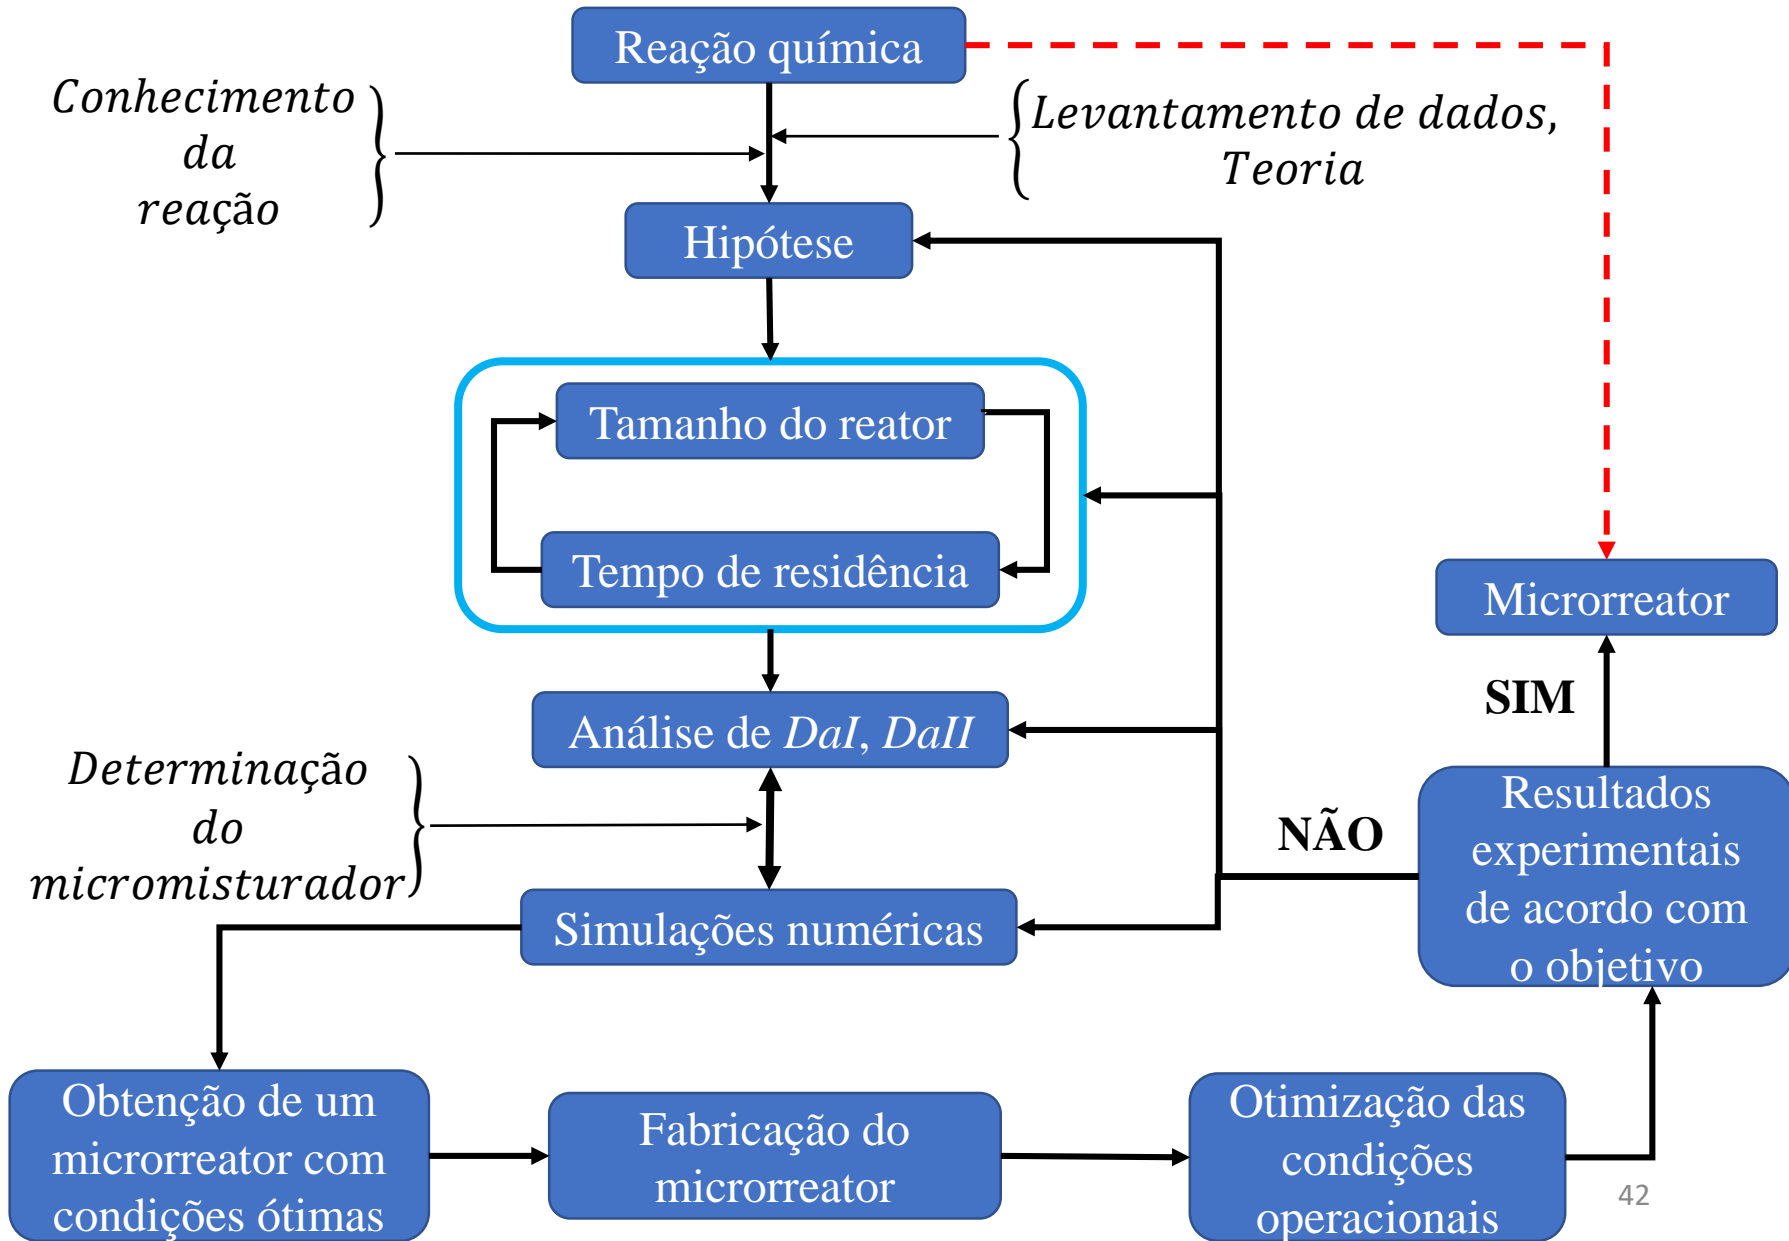 Reação química
Conhecimento
da
reação
Levantamento de dados,
Teoria
Hipótese
Tamanho do reator
Tempo de residência
Microrreator
SIM
Análise de DaI, DaII
Determinação
do
micromisturador
NÃO
Resultados
experimentais
de acordo com
o objetivo
Simulações numéricas
Obtenção de um
microrreator com
condições ótimas
Fabricação do
microrreator
Otimização das
condições
operacionais
42